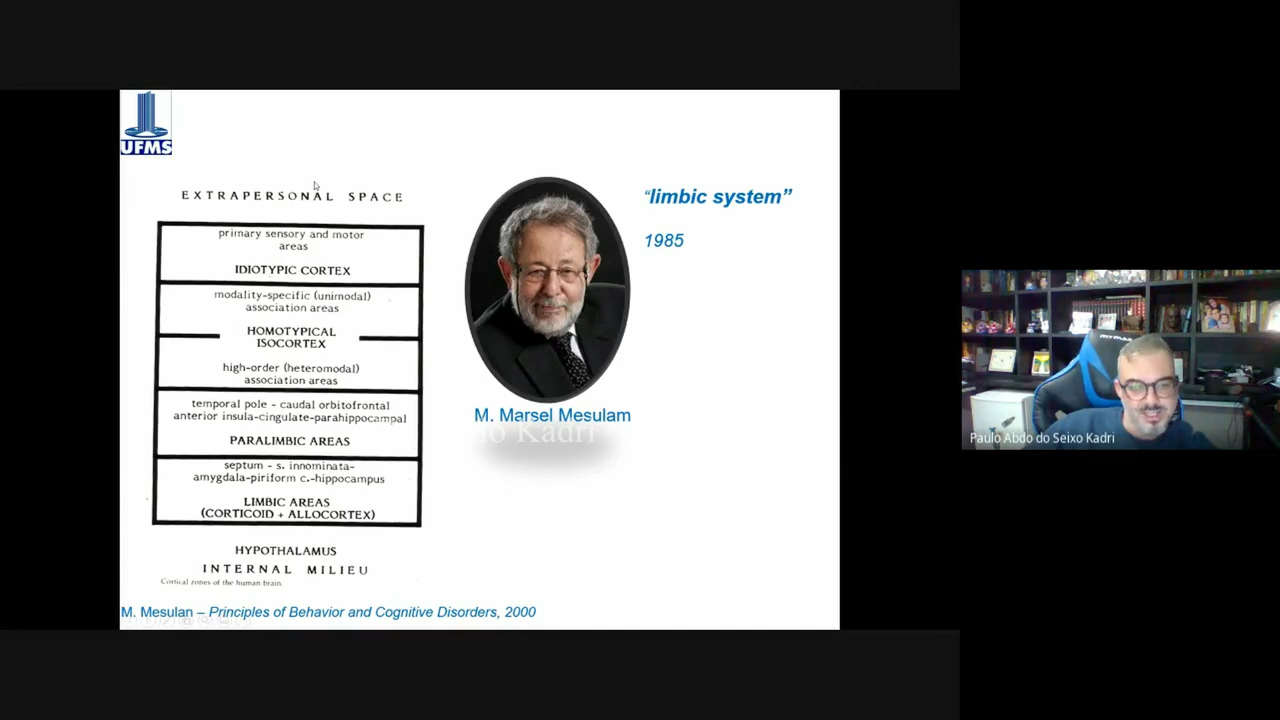 UFMS
EXTRAPERSONAL SPACE
primary sensory and motor
areas
IDIOTYPIC CORTEX
modality-specific (unimodal)
association areas
HOMOTYPICAL
ISOCORTEX
high-order (heteromodal)
association areas
temporal pole - caudal orbitofrontal
anterior insula-cingulate-parahippocampal
PARALIMBIC AREAS
septum - s. innominata-
amygdala-piriform c.-hippocampus
LIMBIC AREAS
(CORTICOID + ALLOCORTEX)
HYPOTHALAMUS
INTERNAL MILIEU
Cortical zones of the human brain.
"limbic system"
1985
M. Marsel Mesulam
Kadri
M. Mesulan – Principles of Behavior and Cognitive Disorders, 2000
Paulo Abdo do Seixo Kadri